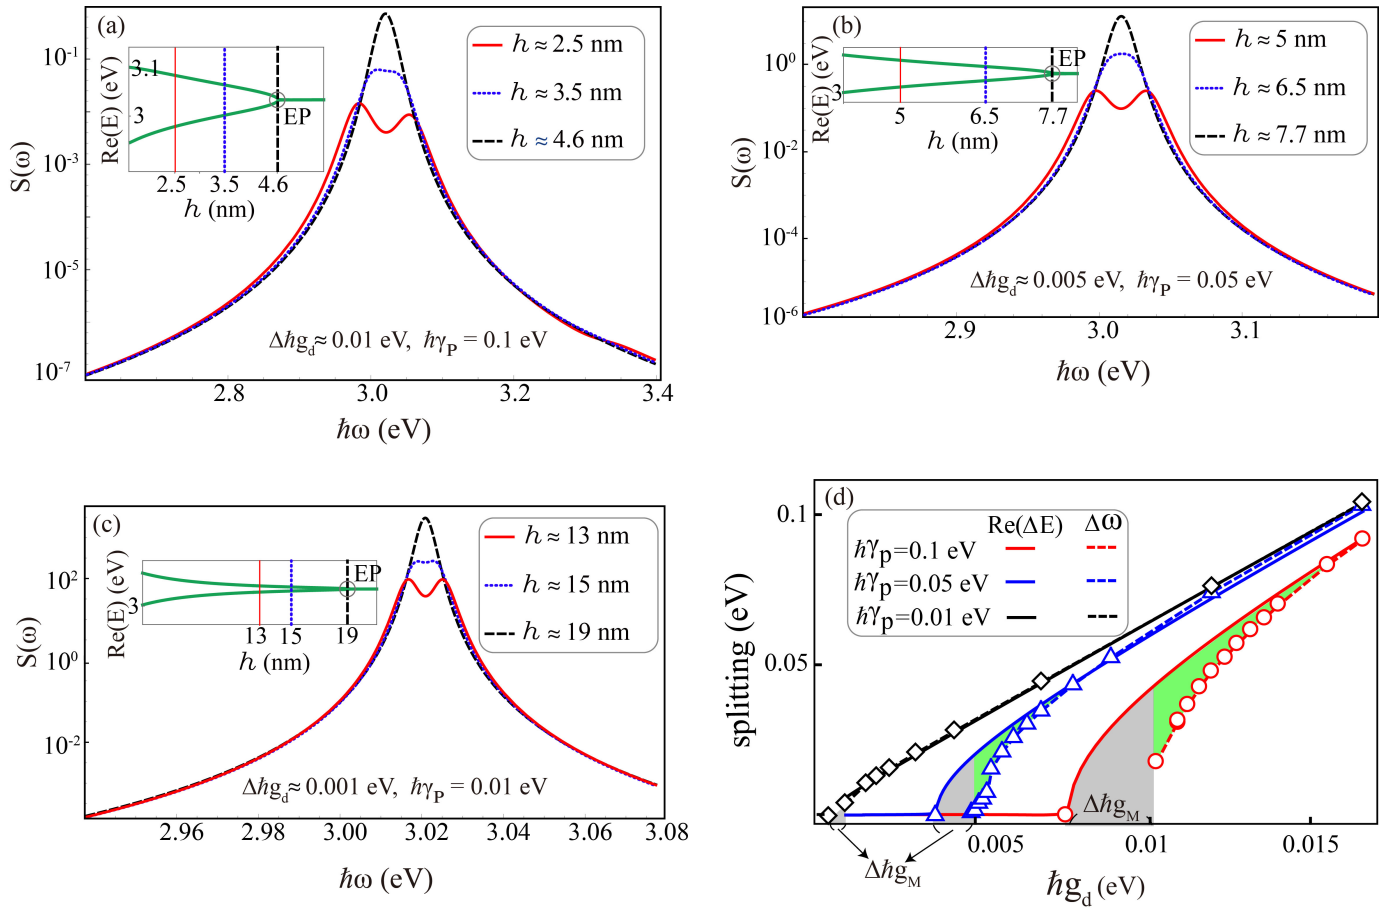 (a)
h ≈ 2.5 nm
h ≈ 3.5 nm
h ≈ 4.6 nm
3.1
3
EP
Re(E) (eV)
2.5 3.5 4.6
h (nm)
10⁻¹
10⁻³
10⁻⁵
10⁻⁷
S(ω)
Δħg_d ≈ 0.01 eV, ħγ_P = 0.1 eV
2.8 3.0 3.2 3.4
ħω (eV)
(b)
h ≈ 5 nm
h ≈ 6.5 nm
h ≈ 7.7 nm
EP
3
Re(E) (eV)
5 6.5 7.7
h (nm)
10⁰
10⁻²
10⁻⁴
10⁻⁶
S(ω)
Δħg_d ≈ 0.005 eV, ħγ_P = 0.05 eV
2.9 3.0 3.1
ħω (eV)
(c)
h ≈ 13 nm
h ≈ 15 nm
h ≈ 19 nm
EP
3
Re(E) (eV)
13 15 19
h (nm)
10²
10⁰
10⁻²
S(ω)
Δħg_d ≈ 0.001 eV, ħγ_P = 0.01 eV
2.96 2.98 3.00 3.02 3.04 3.06 3.08
ħω (eV)
(d)
Re(ΔE) Δω
ħγ_p=0.1 eV
ħγ_p=0.05 eV
ħγ_p=0.01 eV
0.1
0.05
splitting (eV)
Δħg_M
0.005 0.01 0.015
Δħg_M
ħg_d (eV)